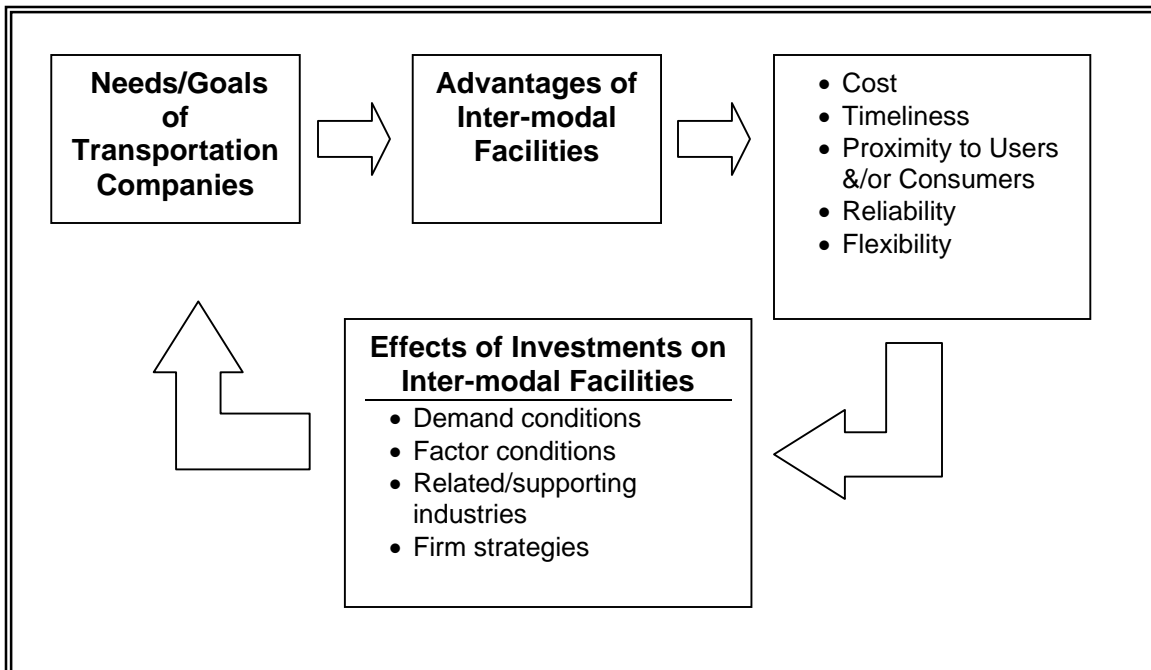 Needs/Goals
of
Transportation
Companies
Advantages of
Inter-modal
Facilities
• Cost
• Timeliness
• Proximity to Users
&/or Consumers
• Reliability
• Flexibility
Effects of Investments on
Inter-modal Facilities
• Demand conditions
• Factor conditions
• Related/supporting
industries
• Firm strategies